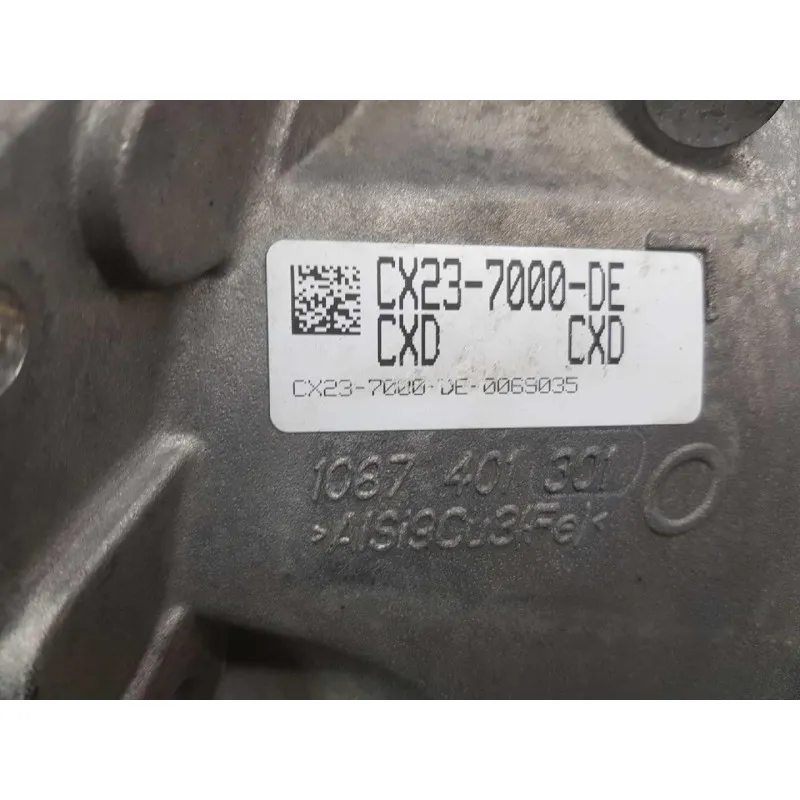 CX23-7000-DE
CXD CXD
CX23-7000-DE-0069035
1087 401 301
>AlSi9Cu3(Fe)<